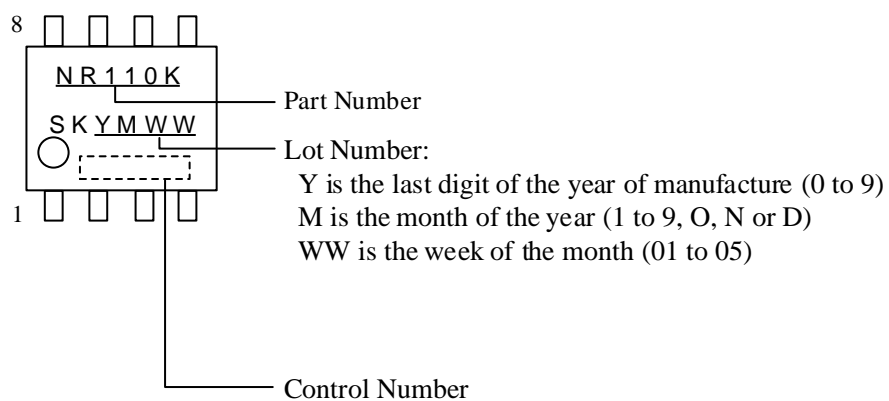 8
NR110K
Part Number
SKYMWW
Lot Number:
Y is the last digit of the year of manufacture (0 to 9)
M is the month of the year (1 to 9, O, N or D)
WW is the week of the month (01 to 05)
1
Control Number